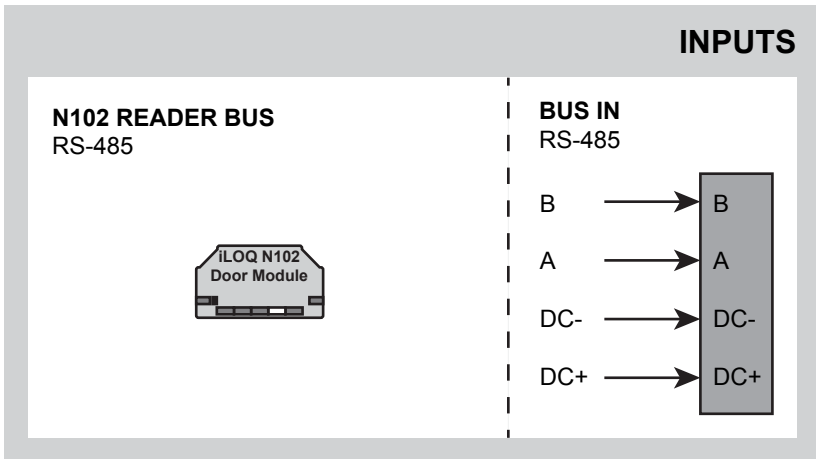 INPUTS
N102 READER BUS
RS-485
iLOQ N102
Door Module
BUS IN
RS-485
B B
A A
DC- DC-
DC+ DC+